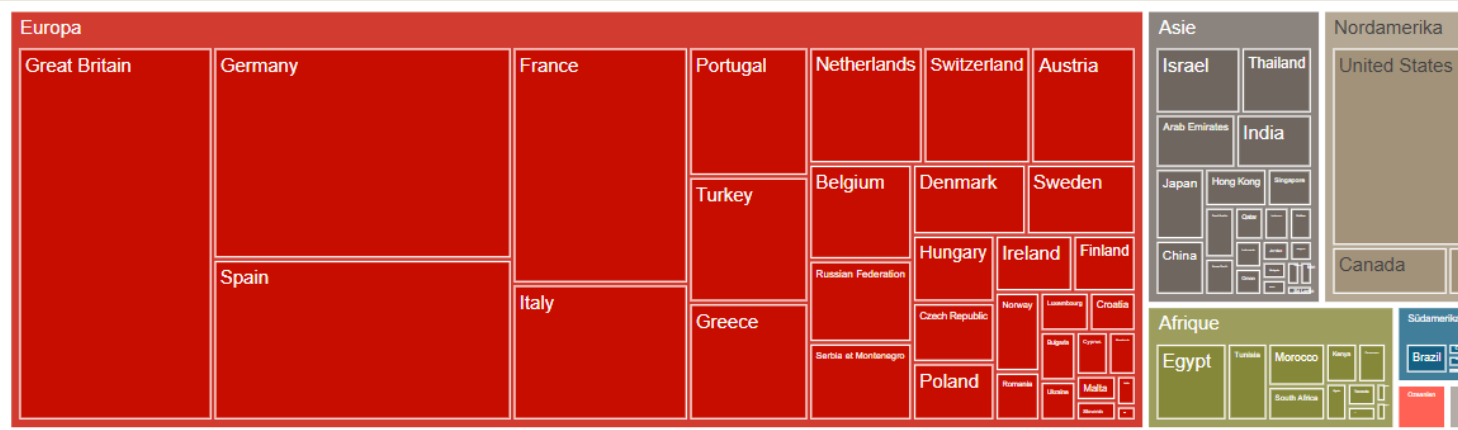 Europa
Great Britain
Germany
Spain
France
Italy
Portugal
Turkey
Greece
Netherlands
Switzerland
Austria
Belgium
Denmark
Sweden
Russian Federation
Serbia et Montenegro
Hungary
Ireland
Finland
Czech Republic
Norway
Luxembourg
Croatia
Poland
Romania
Bulgaria
Cyprus
Ukraine
Malta
Slovenia
Asie
Israel
Thailand
Arab Emirates
India
Japan
Hong Kong
Singapore
Qatar
China
Oman
Nordamerika
United States
Canada
Afrique
Egypt
Tunisia
Morocco
Kenya
South Africa
Südamerika
Brazil
Ozeanien